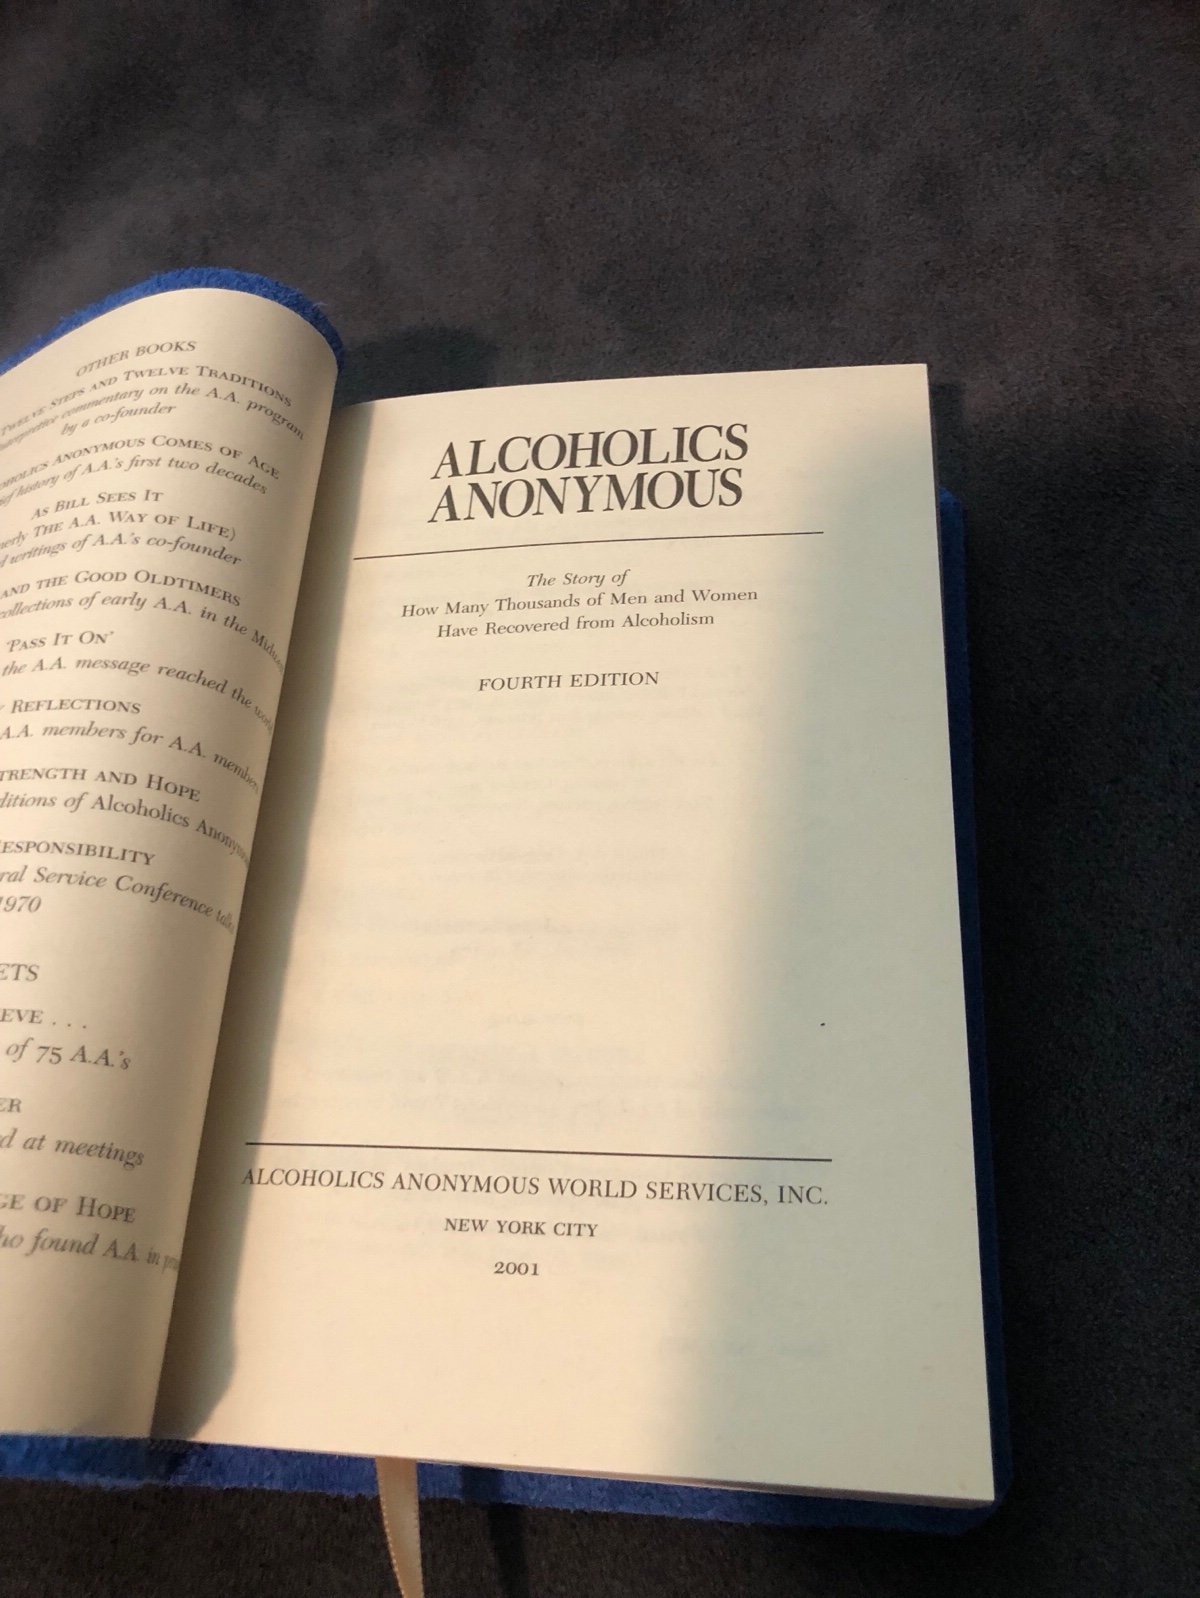 OTHER BOOKS
TWELVE STEPS AND TWELVE TRADITIONS
commentary on the A.A. program
by a co-founder
ANONYMOUS COMES OF AGE
history of A.A.'s first two decades
AS BILL SEES IT
THE A.A. WAY OF LIFE)
writings of A.A.'s co-founder
AND THE GOOD OLDTIMERS
of early A.A. in the
'PASS IT ON'
the A.A. message reached the
REFLECTIONS
A.A. members for A.A.
AND HOPE
of Alcoholics
Service Conference
1970
. . .
of 75 A.A.'s
at meetings
OF HOPE
found A.A. in
ALCOHOLICS
ANONYMOUS
The Story of
How Many Thousands of Men and Women
Have Recovered from Alcoholism
FOURTH EDITION
ALCOHOLICS ANONYMOUS WORLD SERVICES, INC.
NEW YORK CITY
2001